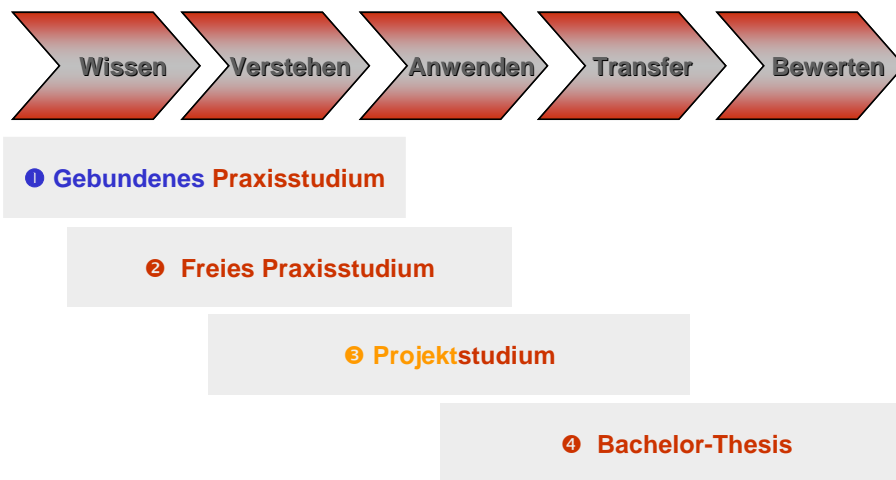 Wissen Verstehen Anwenden Transfer Bewerten
❶ Gebundenes Praxisstudium
❷ Freies Praxisstudium
❸ Projektstudium
❹ Bachelor-Thesis